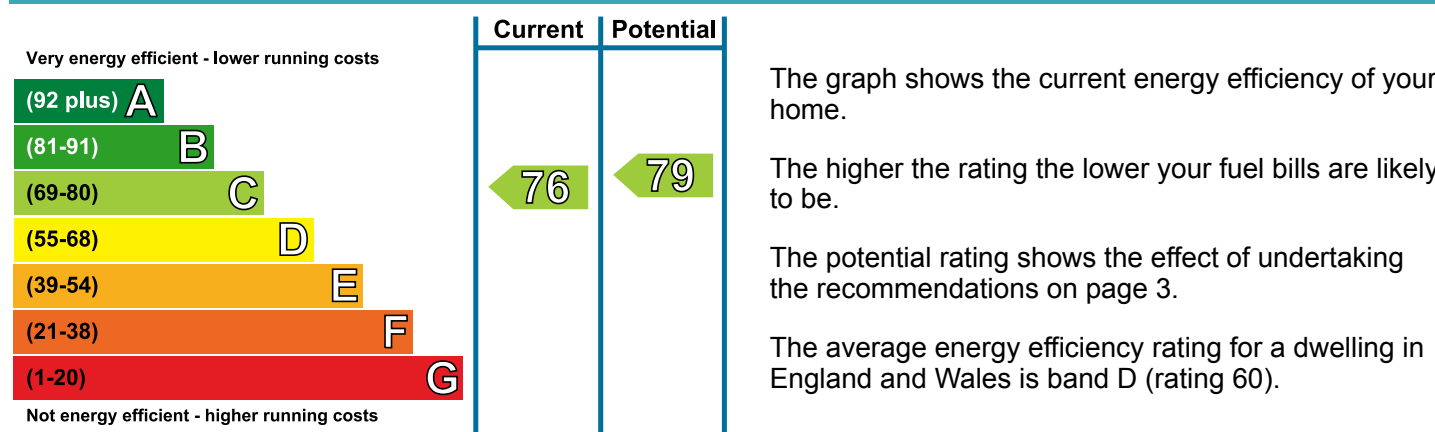 Current Potential
Very energy efficient - lower running costs
(92 plus) A
(81-91) B
(69-80) C
(55-68) D
(39-54) E
(21-38) F
(1-20) G
Not energy efficient - higher running costs
76
79
The graph shows the current energy efficiency of your
home.
The higher the rating the lower your fuel bills are likely
to be.
The potential rating shows the effect of undertaking
the recommendations on page 3.
The average energy efficiency rating for a dwelling in
England and Wales is band D (rating 60).